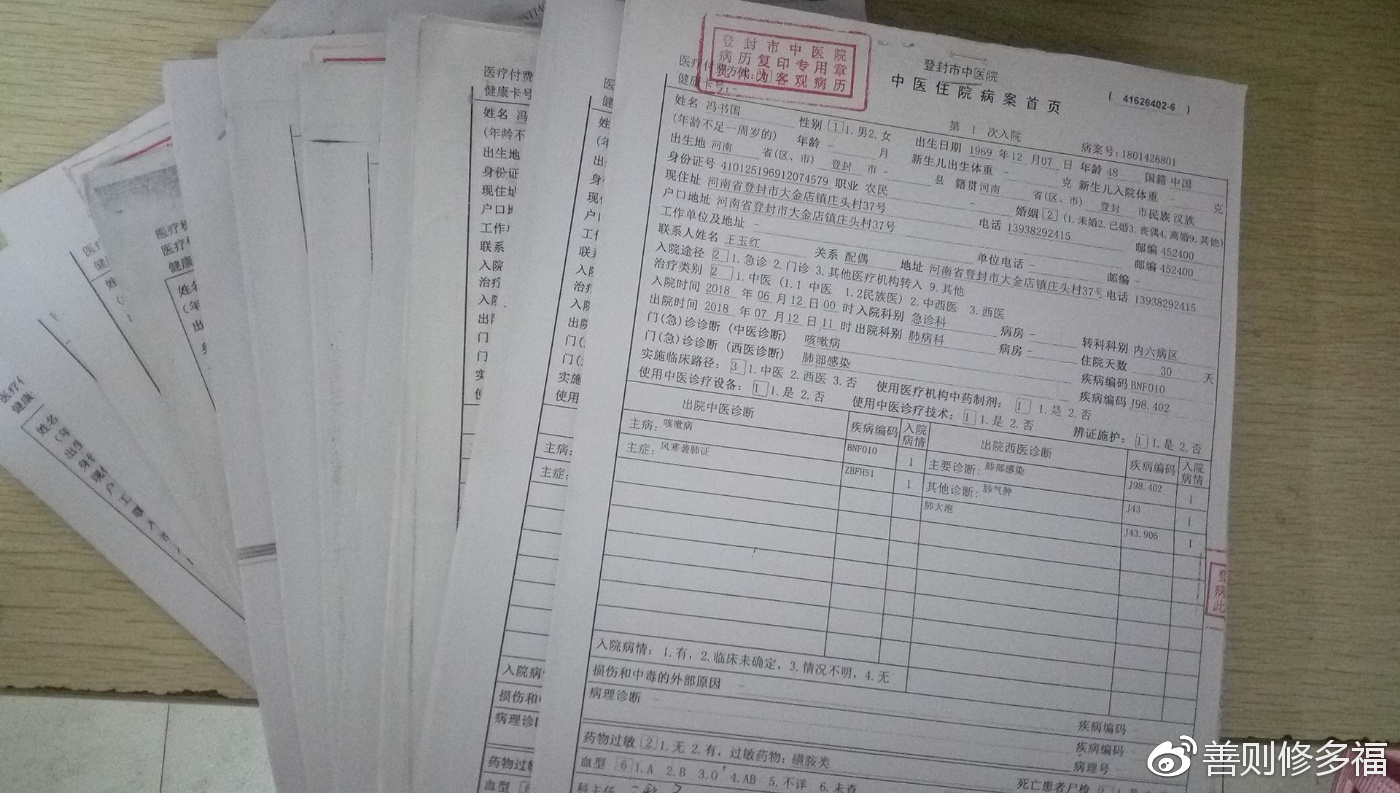 登封市中医院
病历复印专用章
此件为客观病历
登封市中医院
中医住院病案首页
( 41626402-6 )
健康卡号: -
第 1 次入院
病案号:1801426801
姓名 冯书国 性别 1 1.男2.女 出生日期 1969 年12 月07 日 年龄 48 国籍 中国
(年龄不足一周岁的) 年龄 - 月 新生儿出生体重 - 克 新生儿入院体重 - 克
出生地 河南 省(区、市) 登封 市 - 县 籍贯河南 省(区、市) 登封 市民族 汉族
身份证号 410125196912074579 职业 农民 婚姻 2 (1.未婚2.已婚3.丧偶4.离婚9.其他)
现住址 河南省登封市大金店镇庄头村37号 电话 13938292415 邮编 452400
户口地址 河南省登封市大金店镇庄头村37号 邮编 452400
工作单位及地址 - 单位电话 - 邮编 -
联系人姓名 王玉红 关系 配偶 地址 河南省登封市大金店镇庄头村37号 电话 13938292415
入院途径 2 1.急诊 2.门诊 3.其他医疗机构转入 9.其他
治疗类别 2 1.中医 (1.1 中医 1.2民族医) 2.中西医 3.西医
入院时间 2018 年 06 月 12 日 00 时 入院科别 急诊科 病房 - 转科科别 内六病区
出院时间 2018 年 07 月 12 日 11 时 出院科别 肺病科 病房 - 住院天数 30 天
门(急)诊诊断 (中医诊断) 咳嗽病 疾病编码 BNF010
门(急)诊诊断 (西医诊断) 肺部感染 疾病编码 J98.402
实施临床路径: 3 1.中医 2.西医 3.否 使用医疗机构中药制剂: 1 1.是 2.否
使用中医诊疗设备: 1 1.是 2.否 使用中医诊疗技术: 1 1.是 2.否 辨证施护: 1 1.是 2.否
出院中医诊断 疾病编码 入院病情 出院西医诊断 疾病编码 入院病情
主病: 咳嗽病 BNF010 1 主要诊断: 肺部感染 J98.402 1
主症: 风寒袭肺证 ZBFH51 1 其他诊断: 肺气肿 J43 1
肺大泡 J43.906 1
入院病情: 1.有, 2.临床未确定, 3.情况不明, 4.无
损伤和中毒的外部原因 - 疾病编码
病理诊断 - 疾病编码 -
病理号 -
药物过敏 2 1.无 2.有, 过敏药物: 磺胺类
血型 6 1.A 2.B 3.O 4.AB 5.不详 6.未查
死亡患者尸检
科主任
医疗付费
健康卡号
姓名 冯
(年龄不
出生地
身份证
现住址
户口地
工作
联系
入院
治疗
入院
出院
门
门
实
使
主病:
主症:
入院病
病理诊
药物过敏
血型
善则修多福